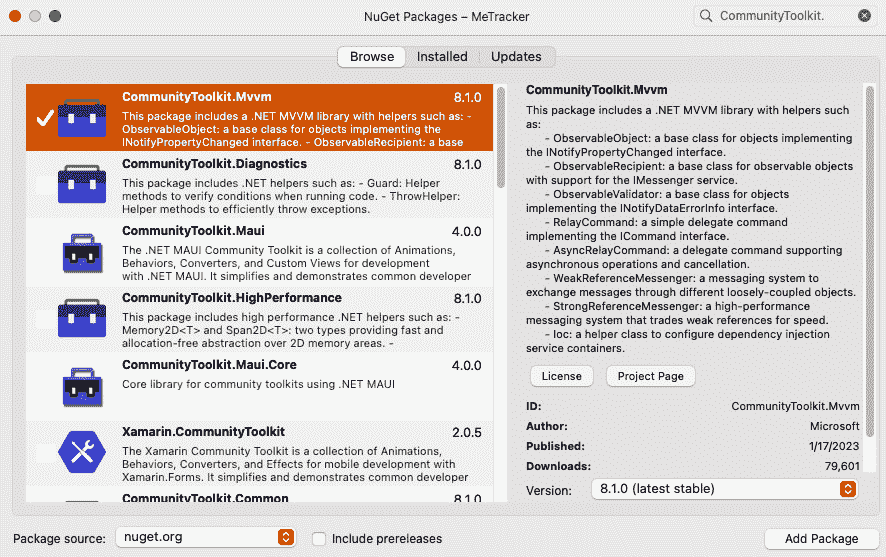 NuGet Packages – MeTracker
CommunityToolkit.
Browse
Installed
Updates
CommunityToolkit.Mvvm
8.1.0
This package includes a .NET MVVM library with helpers such as: -
ObservableObject: a base class for objects implementing the
INotifyPropertyChanged interface. - ObservableRecipient: a base
CommunityToolkit.Diagnostics
8.1.0
This package includes .NET helpers such as: - Guard: Helper
methods to verify conditions when running code. - ThrowHelper:
Helper methods to efficiently throw exceptions.
CommunityToolkit.Maui
4.0.0
The .NET MAUI Community Toolkit is a collection of Animations,
Behaviors, Converters, and Custom Views for development
with .NET MAUI. It simplifies and demonstrates common developer
CommunityToolkit.HighPerformance
8.1.0
This package includes high performance .NET helpers such as: -
Memory2D<T> and Span2D<T>: two types providing fast and
allocation-free abstraction over 2D memory areas. -
CommunityToolkit.Maui.Core
4.0.0
Core library for community toolkits using .NET MAUI
Xamarin.CommunityToolkit
2.0.5
The Xamarin Community Toolkit is a collection of Animations,
Behaviors, Converters, and Effects for mobile development with
Xamarin.Forms. It simplifies and demonstrates common developer
CommunityToolkit.Common
8.1.0
CommunityToolkit.Mvvm
This package includes a .NET MVVM library with helpers such
as:
- ObservableObject: a base class for objects implementing
the INotifyPropertyChanged interface.
- ObservableRecipient: a base class for observable objects
with support for the IMessenger service.
- ObservableValidator: a base class for objects
implementing the INotifyDataErrorInfo interface.
- RelayCommand: a simple delegate command
implementing the ICommand interface.
- AsyncRelayCommand: a delegate command supporting
asynchronous operations and cancellation.
- WeakReferenceMessenger: a messaging system to
exchange messages through different loosely-coupled objects.
- StrongReferenceMessenger: a high-performance
messaging system that trades weak references for speed.
- Ioc: a helper class to configure dependency injection
service containers.
License
Project Page
ID: CommunityToolkit.Mvvm
Author: Microsoft
Published: 1/17/2023
Downloads: 79,601
Version: 8.1.0 (latest stable)
Package source: nuget.org
Include prereleases
Add Package